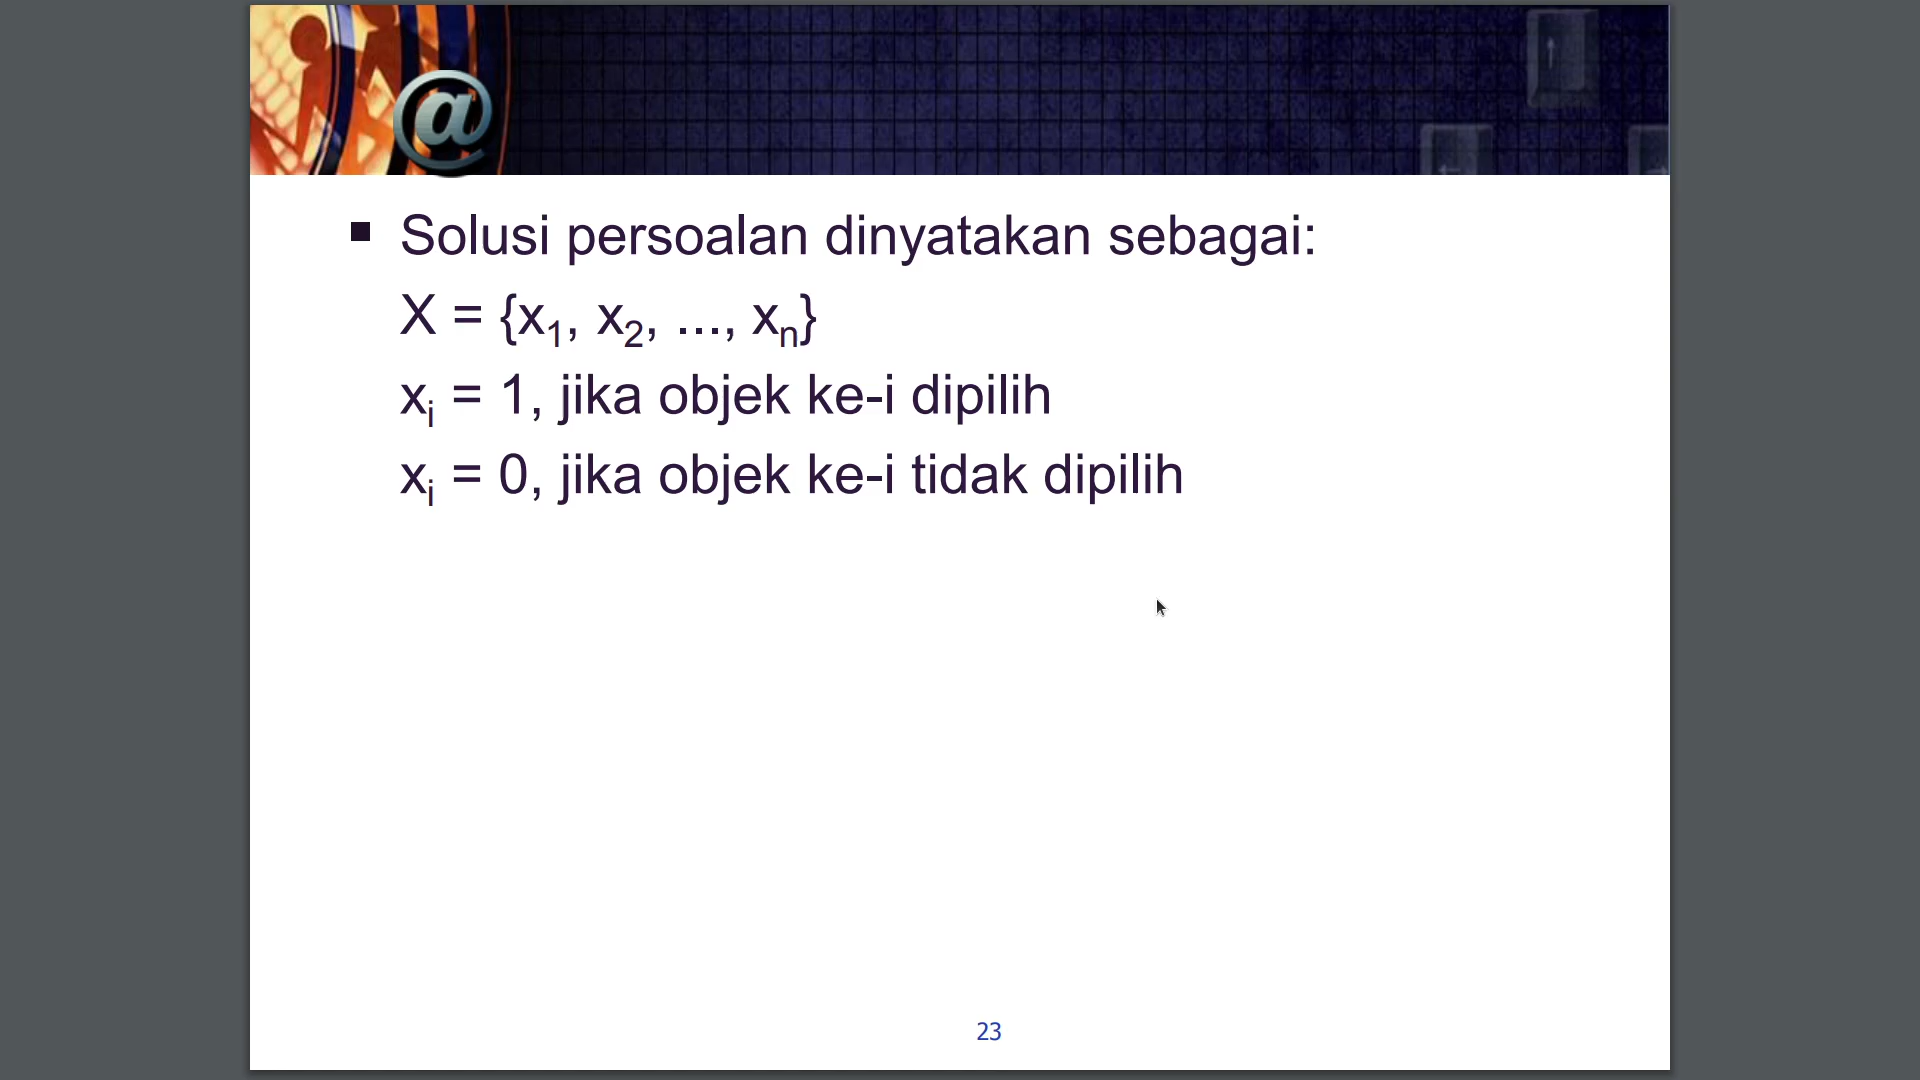 @
Solusi persoalan dinyatakan sebagai:
X = {x₁, x₂, ..., xₙ}
xᵢ = 1, jika objek ke-i dipilih
xᵢ = 0, jika objek ke-i tidak dipilih
23